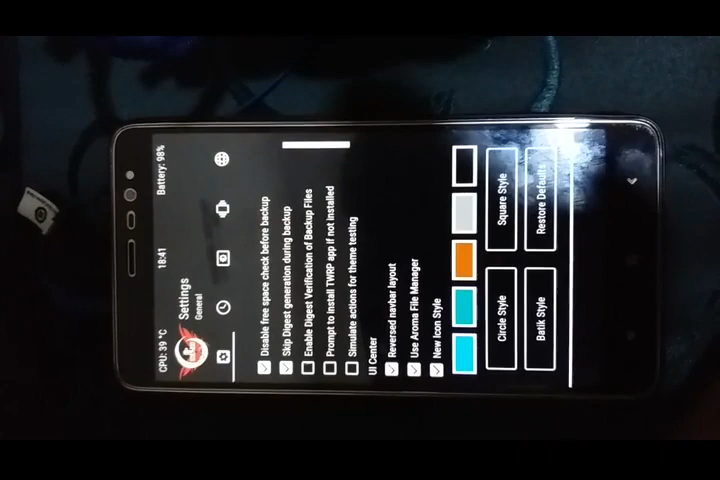 CPU: 39 °C 18:41 Battery: 98%
Settings
General
Disable free space check before backup
Skip Digest generation during backup
Enable Digest Verification of Backup Files
Prompt to install TWRP app if not installed
Simulate actions for theme testing
UI Center
Reversed navbar layout
Use Aroma File Manager
New Icon Style
Circle Style Square Style
Batik Style Restore Defaults